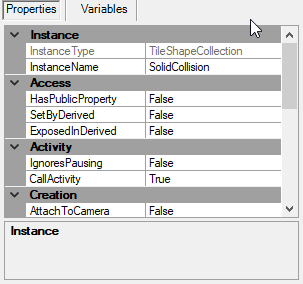 Properties Variables
Instance
InstanceType TileShapeCollection
InstanceName SolidCollision
Access
HasPublicProperty False
SetByDerived False
ExposedInDerived False
Activity
IgnoresPausing False
CallActivity True
Creation
AttachToCamera False
Instance